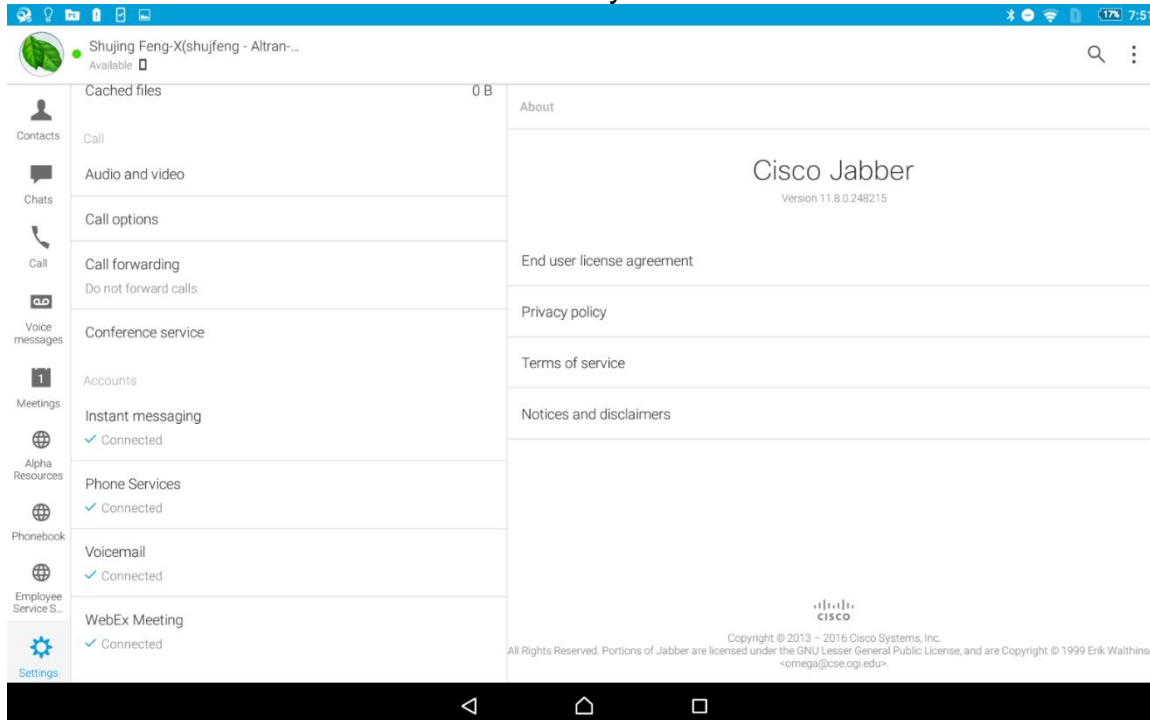 17% 7:51
Shujing Feng-X(shujfeng - Altran-...
Available
Contacts
Chats
Call
Voice
messages
1
Meetings
Alpha
Resources
Phonebook
Employee
Service S...
Settings
Cached files 0 B
Call
Audio and video
Call options
Call forwarding
Do not forward calls
Conference service
Accounts
Instant messaging
Connected
Phone Services
Connected
Voicemail
Connected
WebEx Meeting
Connected
About
Cisco Jabber
Version 11.8.0.248215
End user license agreement
Privacy policy
Terms of service
Notices and disclaimers
CISCO
Copyright © 2013 – 2016 Cisco Systems, Inc.
All Rights Reserved. Portions of Jabber are licensed under the GNU Lesser General Public License, and are Copyright © 1999 Erik Walthins
<omega@cse.ogi.edu>.